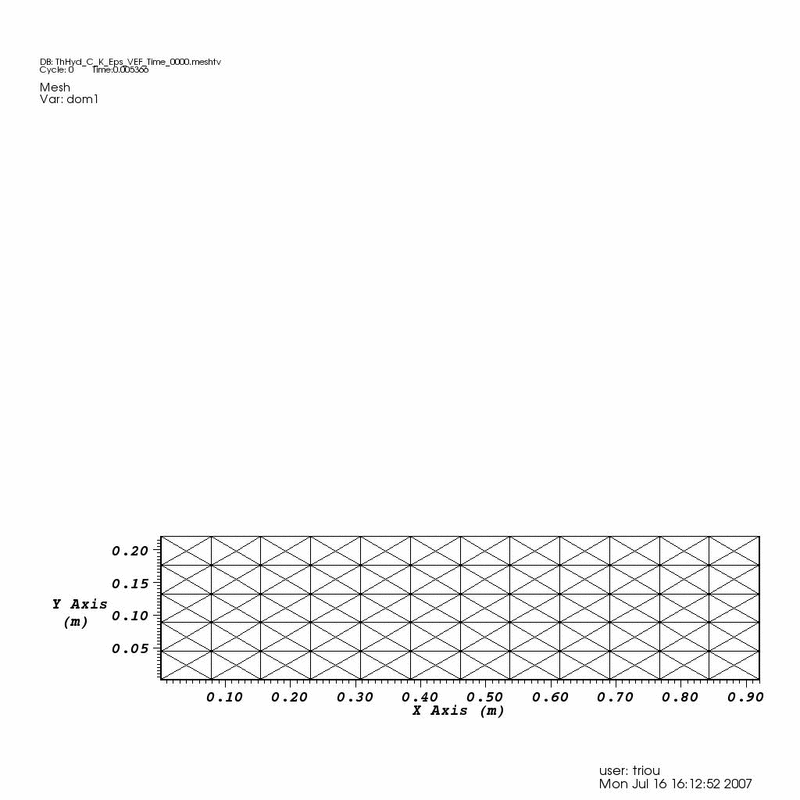 DB: ThHyd_C_K_Eps_VEF_Time_0000.meshtv
Cycle: 0 Time:0.005366
Mesh
Var: dom1
0.20
0.15
Y Axis
(m)
0.10
0.05
0.10 0.20 0.30 0.40 0.50 0.60 0.70 0.80 0.90
X Axis (m)
user: triou
Mon Jul 16 16:12:52 2007